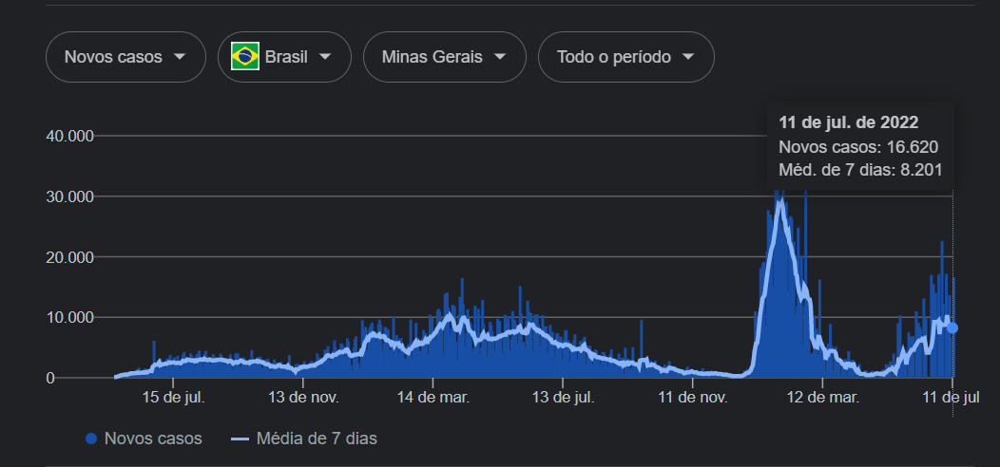 Novos casos Brasil Minas Gerais Todo o período
11 de jul. de 2022
Novos casos: 16.620
Méd. de 7 dias: 8.201
40.000
30.000
20.000
10.000
0
15 de jul. 13 de nov. 14 de mar. 13 de jul. 11 de nov. 12 de mar. 11 de jul
Novos casos Média de 7 dias